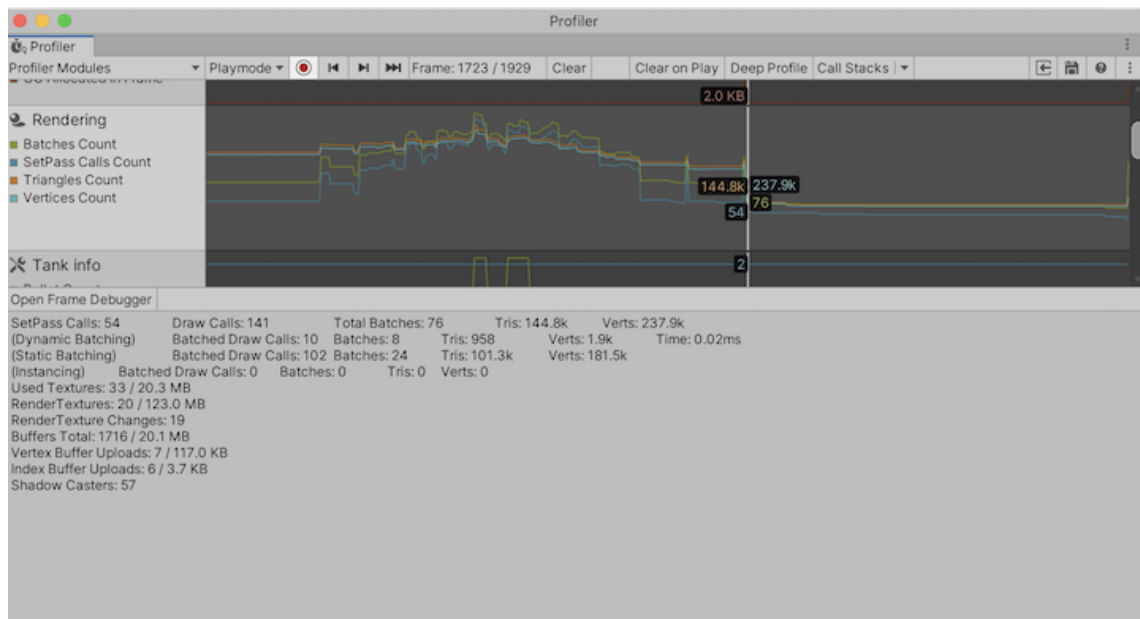 Profiler
Profiler
Profiler Modules Playmode Frame: 1723 / 1929 Clear Clear on Play Deep Profile Call Stacks
GC Allocated In Frame
2.0 KB
Rendering
Batches Count
SetPass Calls Count
Triangles Count
Vertices Count
144.8k 237.9k
76
54
Tank info
2
Open Frame Debugger
SetPass Calls: 54 Draw Calls: 141 Total Batches: 76 Tris: 144.8k Verts: 237.9k
(Dynamic Batching) Batched Draw Calls: 10 Batches: 8 Tris: 958 Verts: 1.9k Time: 0.02ms
(Static Batching) Batched Draw Calls: 102 Batches: 24 Tris: 101.3k Verts: 181.5k
(Instancing) Batched Draw Calls: 0 Batches: 0 Tris: 0 Verts: 0
Used Textures: 33 / 20.3 MB
RenderTextures: 20 / 123.0 MB
RenderTexture Changes: 19
Buffers Total: 1716 / 20.1 MB
Vertex Buffer Uploads: 7 / 117.0 KB
Index Buffer Uploads: 6 / 3.7 KB
Shadow Casters: 57